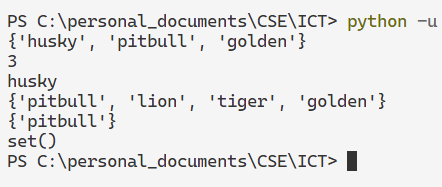 PS C:\personal_documents\CSE\ICT> python -u
{'husky', 'pitbull', 'golden'}
3
husky
{'pitbull', 'lion', 'tiger', 'golden'}
{'pitbull'}
set()
PS C:\personal_documents\CSE\ICT>